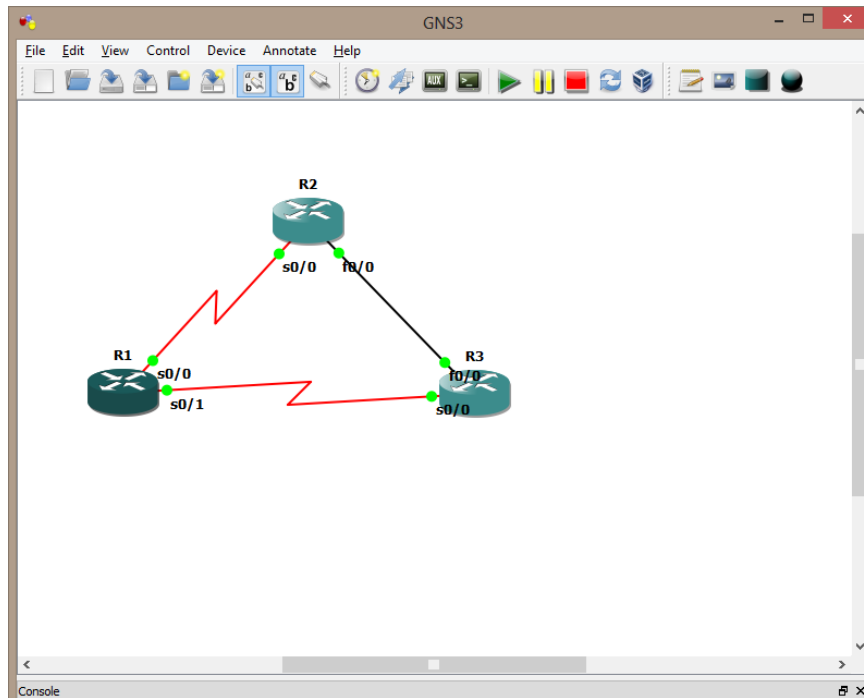 GNS3
File Edit View Control Device Annotate Help
AUX
R2
s0/0 f0/0
R1
R3
s0/0
f0/0
s0/1
s0/0
Console